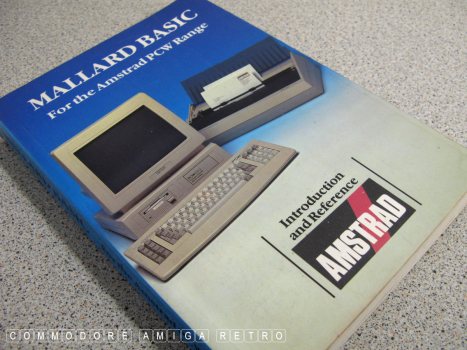 MALLARD BASIC
For the Amstrad PCW Range
Introduction
and Reference
AMSTRAD
COMMODORE AMIGA RETRO